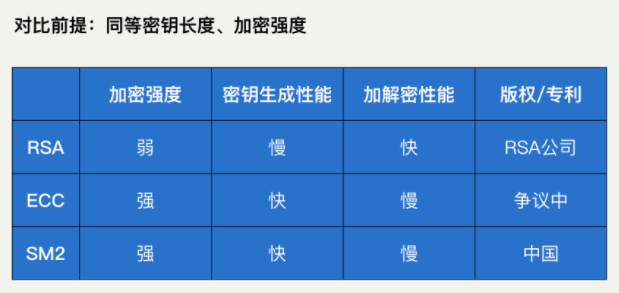 对比前提：同等密钥长度、加密强度
加密强度 密钥生成性能 加解密性能 版权/专利
RSA 弱 慢 快 RSA公司
ECC 强 快 慢 争议中
SM2 强 快 慢 中国